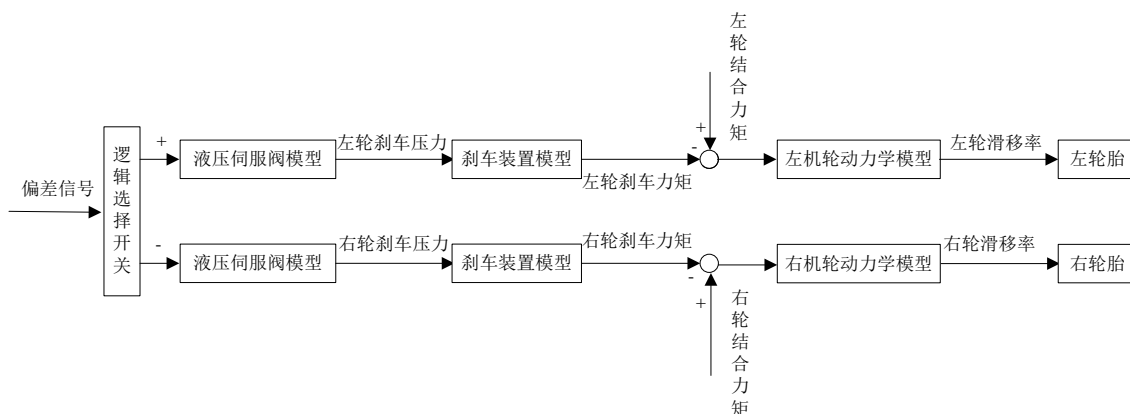 左轮结合力矩
+
-
+
左轮刹车压力
左轮滑移率
逻辑选择开关
液压伺服阀模型
刹车装置模型
左机轮动力学模型
左轮胎
左轮刹车力矩
偏差信号
-
右轮刹车压力
右轮刹车力矩
右轮滑移率
液压伺服阀模型
刹车装置模型
右机轮动力学模型
右轮胎
-
+
右轮结合力矩